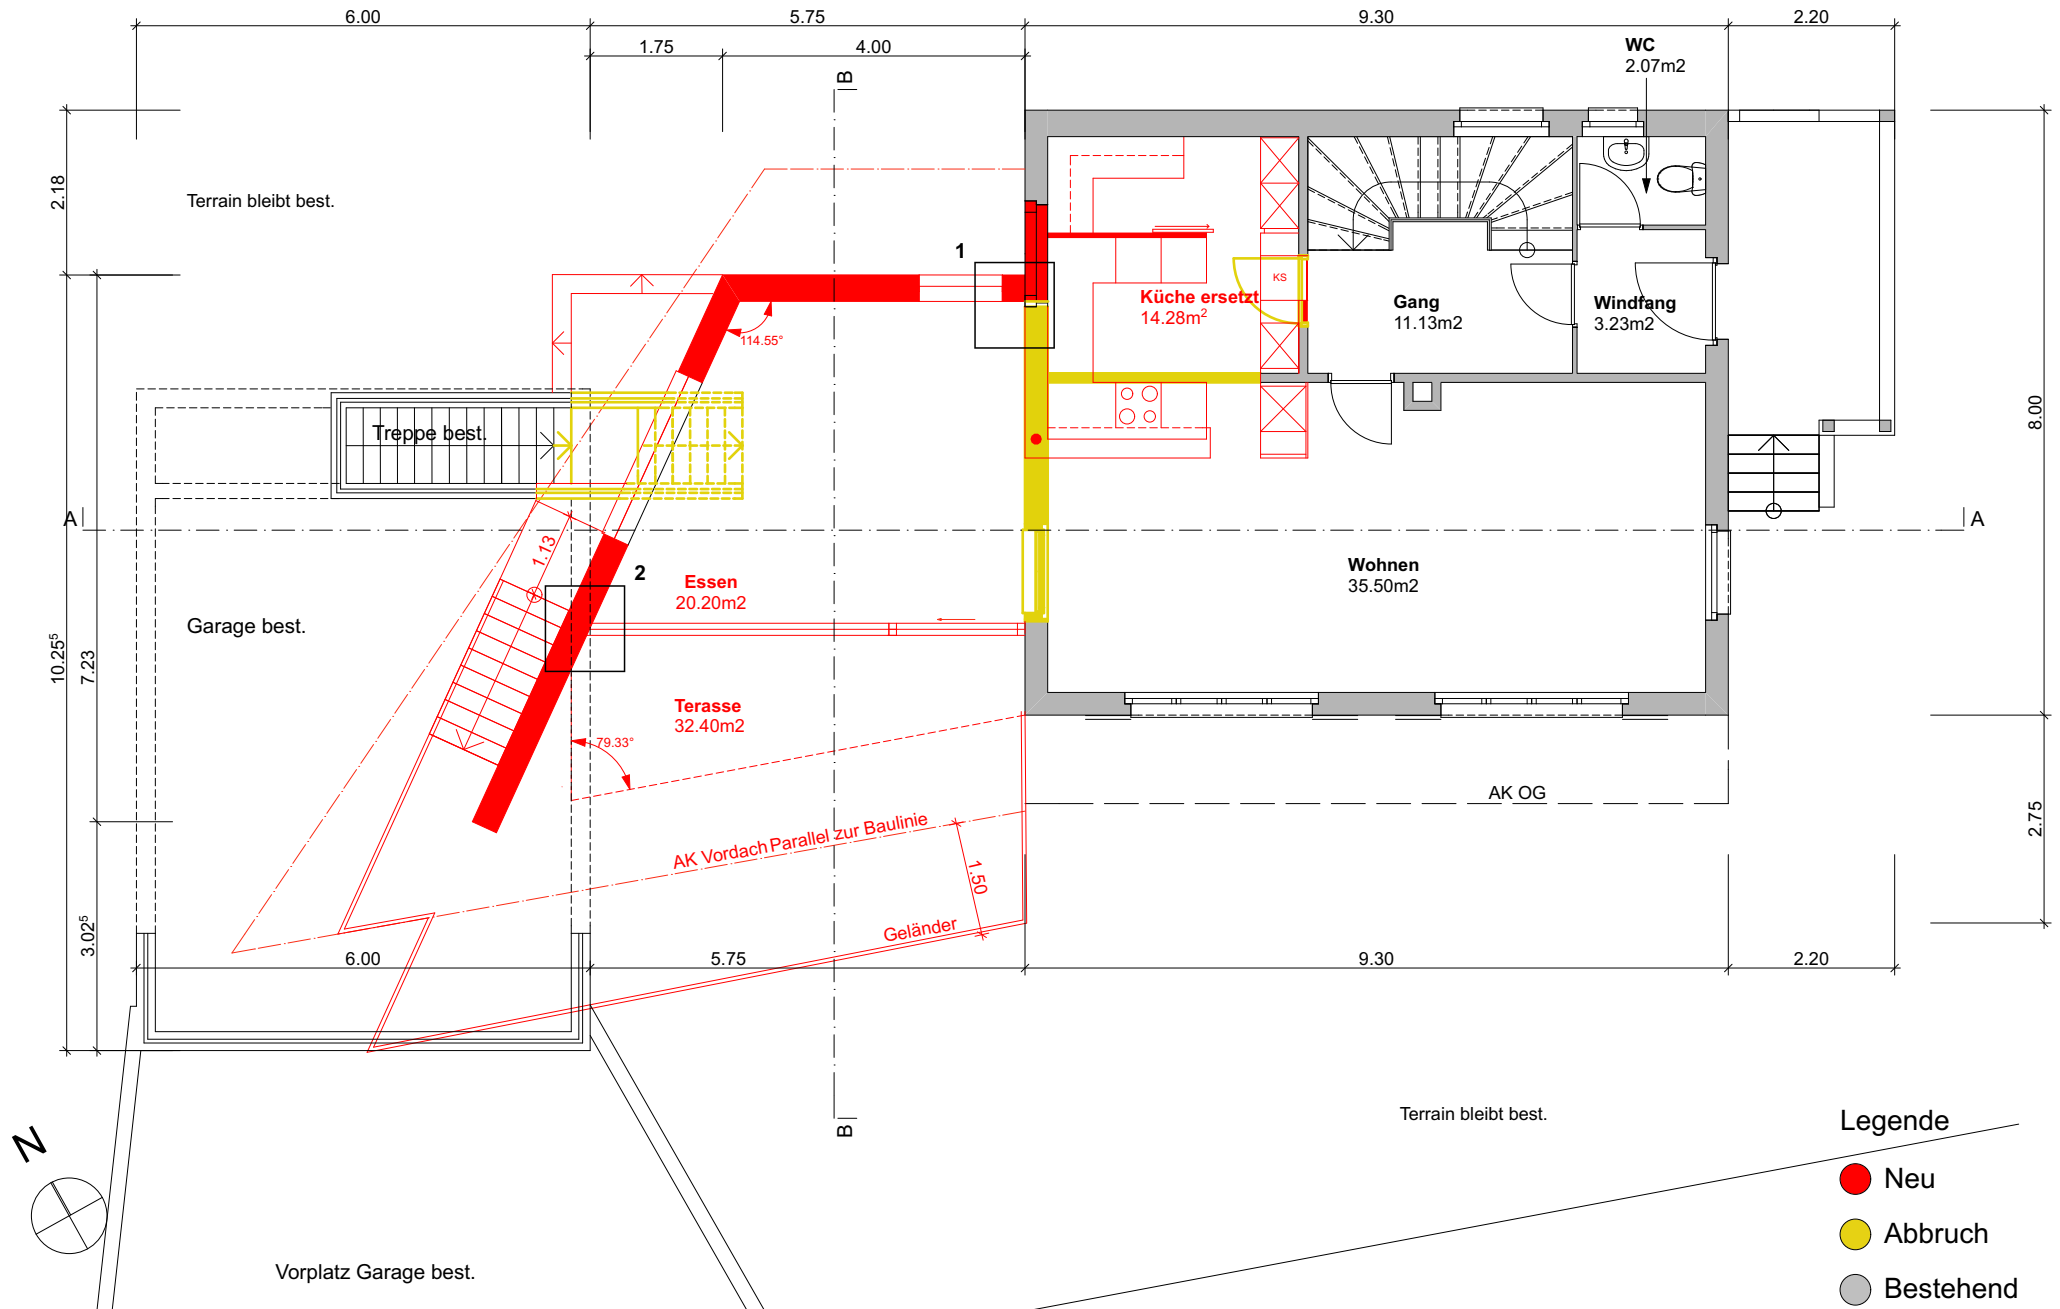 6.00
5.75
9.30
2.20
1.75
4.00
WC
2.07m2
B
2.18
Terrain bleibt best.
1
KS
Küche ersetzt
14.28m²
Gang
11.13m2
Windfang
3.23m2
114.55°
8.00
Treppe best.
A
A
1.13
2
Essen
20.20m2
Wohnen
35.50m2
Garage best.
10.25⁵
7.23
Terasse
32.40m2
79.33°
AK OG
AK Vordach Parallel zur Baulinie
1.50
2.75
Geländer
3.02⁵
6.00
5.75
9.30
2.20
B
Terrain bleibt best.
N
Legende
Neu
Abbruch
Bestehend
Vorplatz Garage best.